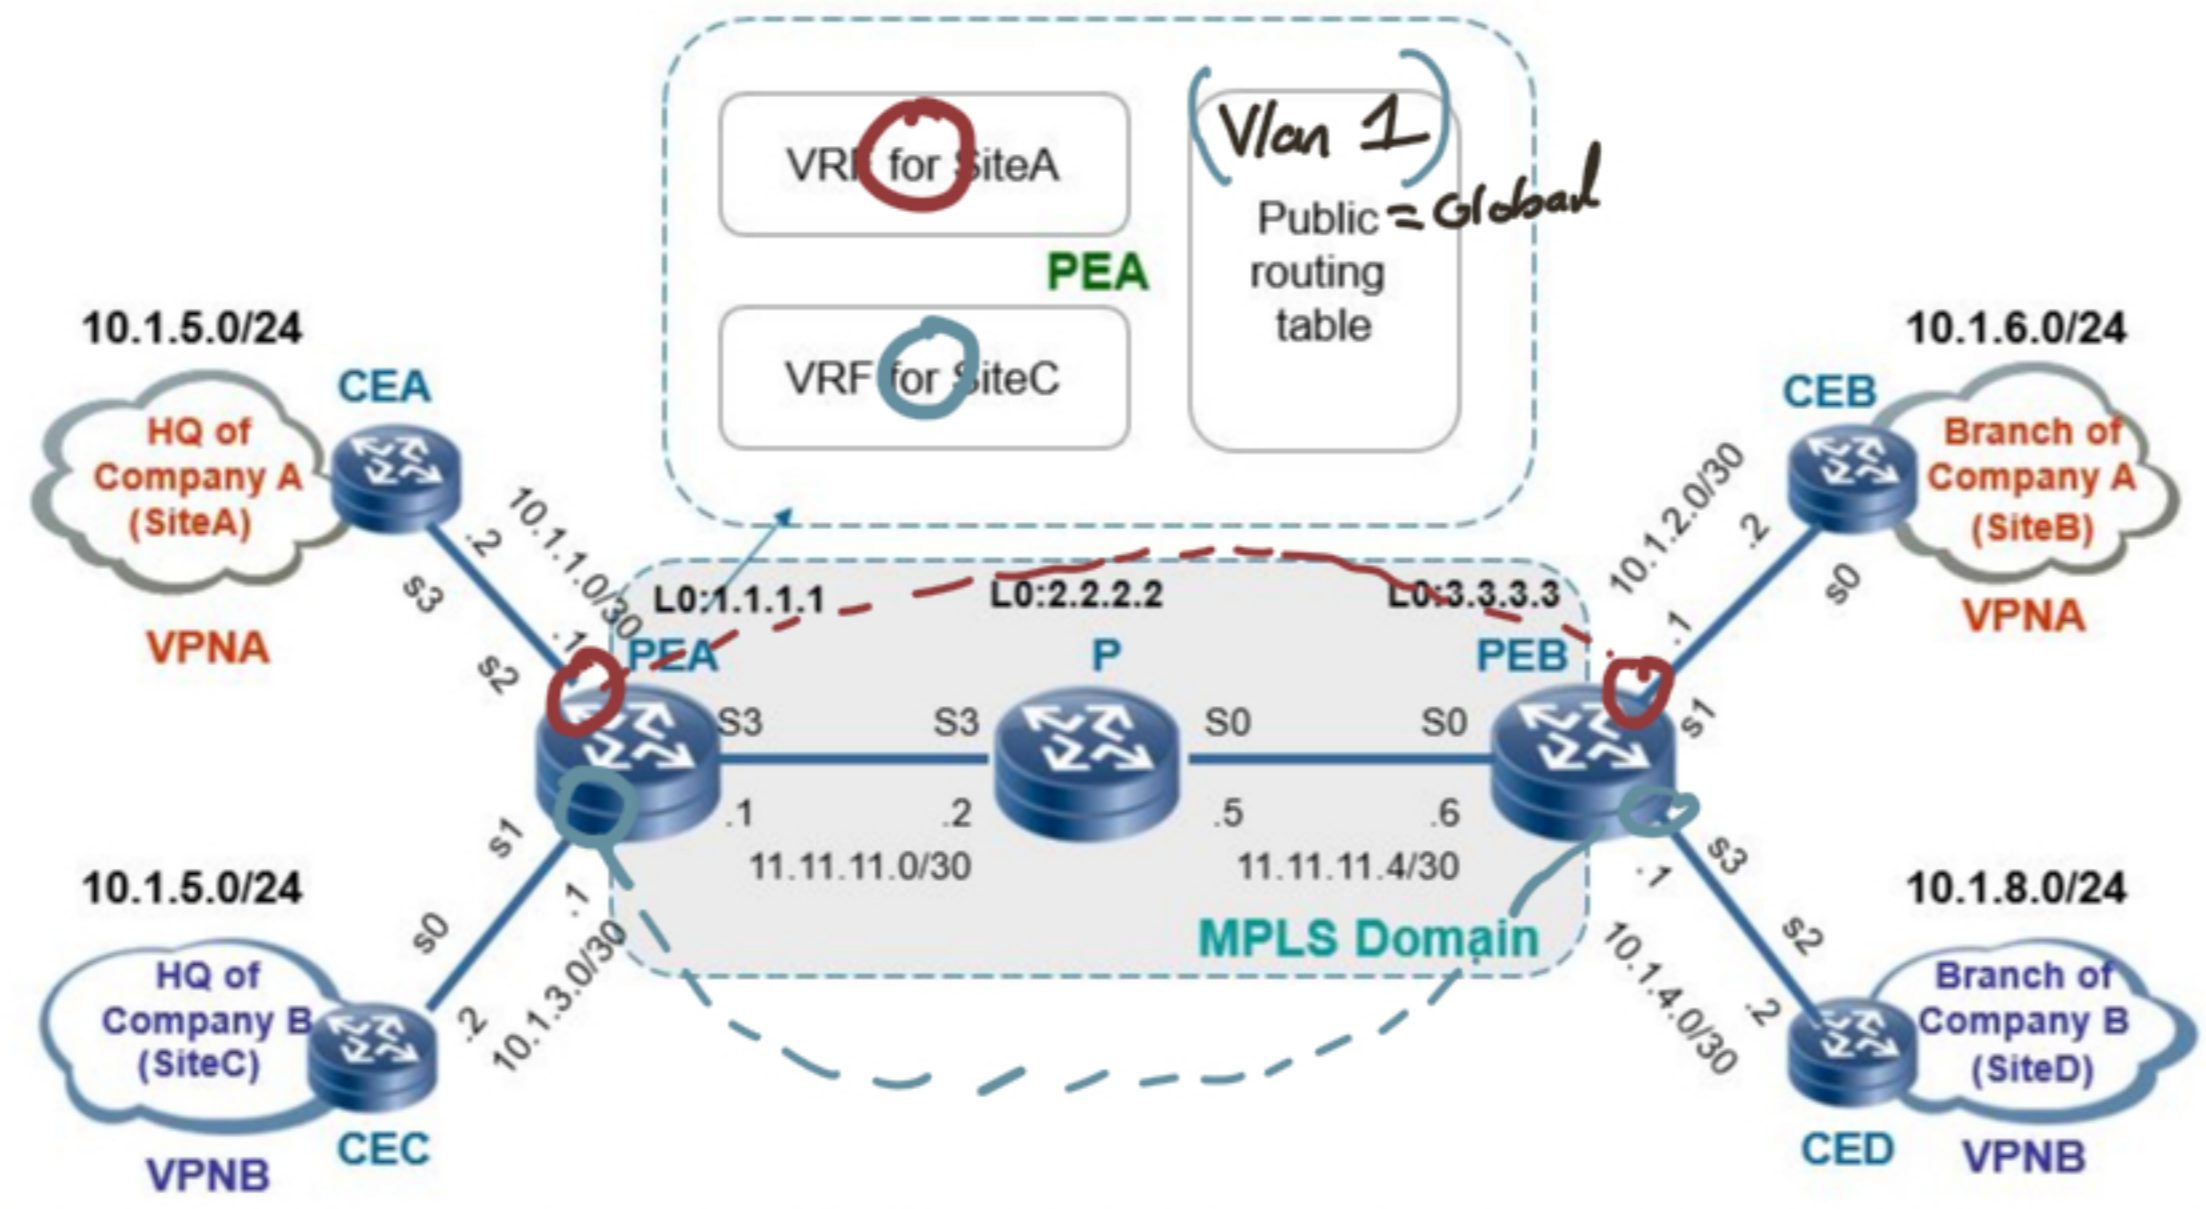 (Vlan 1)
VRF for SiteA
Public = Global
routing
table
PEA
VRF for SiteC
10.1.5.0/24
CEA
HQ of
Company A
(SiteA)
VPNA
10.1.6.0/24
CEB
Branch of
Company A
(SiteB)
VPNA
.2
s3
10.1.1.0/30
.1
s2
10.1.2.0/30
.2
s0
.1
s1
L0:1.1.1.1
L0:2.2.2.2
L0:3.3.3.3
PEA
P
PEB
S3
S3
S0
S0
.1
.2
.5
.6
11.11.11.0/30
11.11.11.4/30
MPLS Domain
s1
.1
s0
.2
10.1.3.0/30
s3
.1
s2
.2
10.1.4.0/30
10.1.5.0/24
HQ of
Company B
(SiteC)
CEC
VPNB
10.1.8.0/24
Branch of
Company B
(SiteD)
CED
VPNB